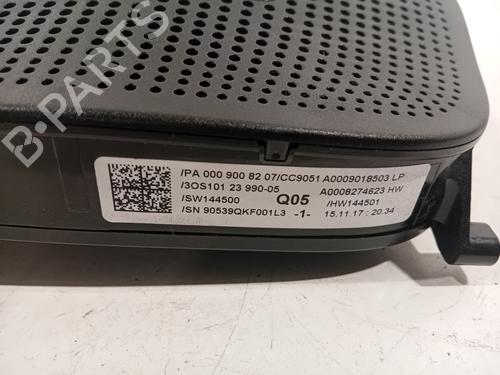 B-PARTS
/PA 000 900 82 07/CC9051 A0009018503 LP
/3OS101 23 990-05 A0008274623 HW
/SW144500 Q05 /HW144501
/SN 90539QKF001L3 -1- 15.11.17 : 20.34